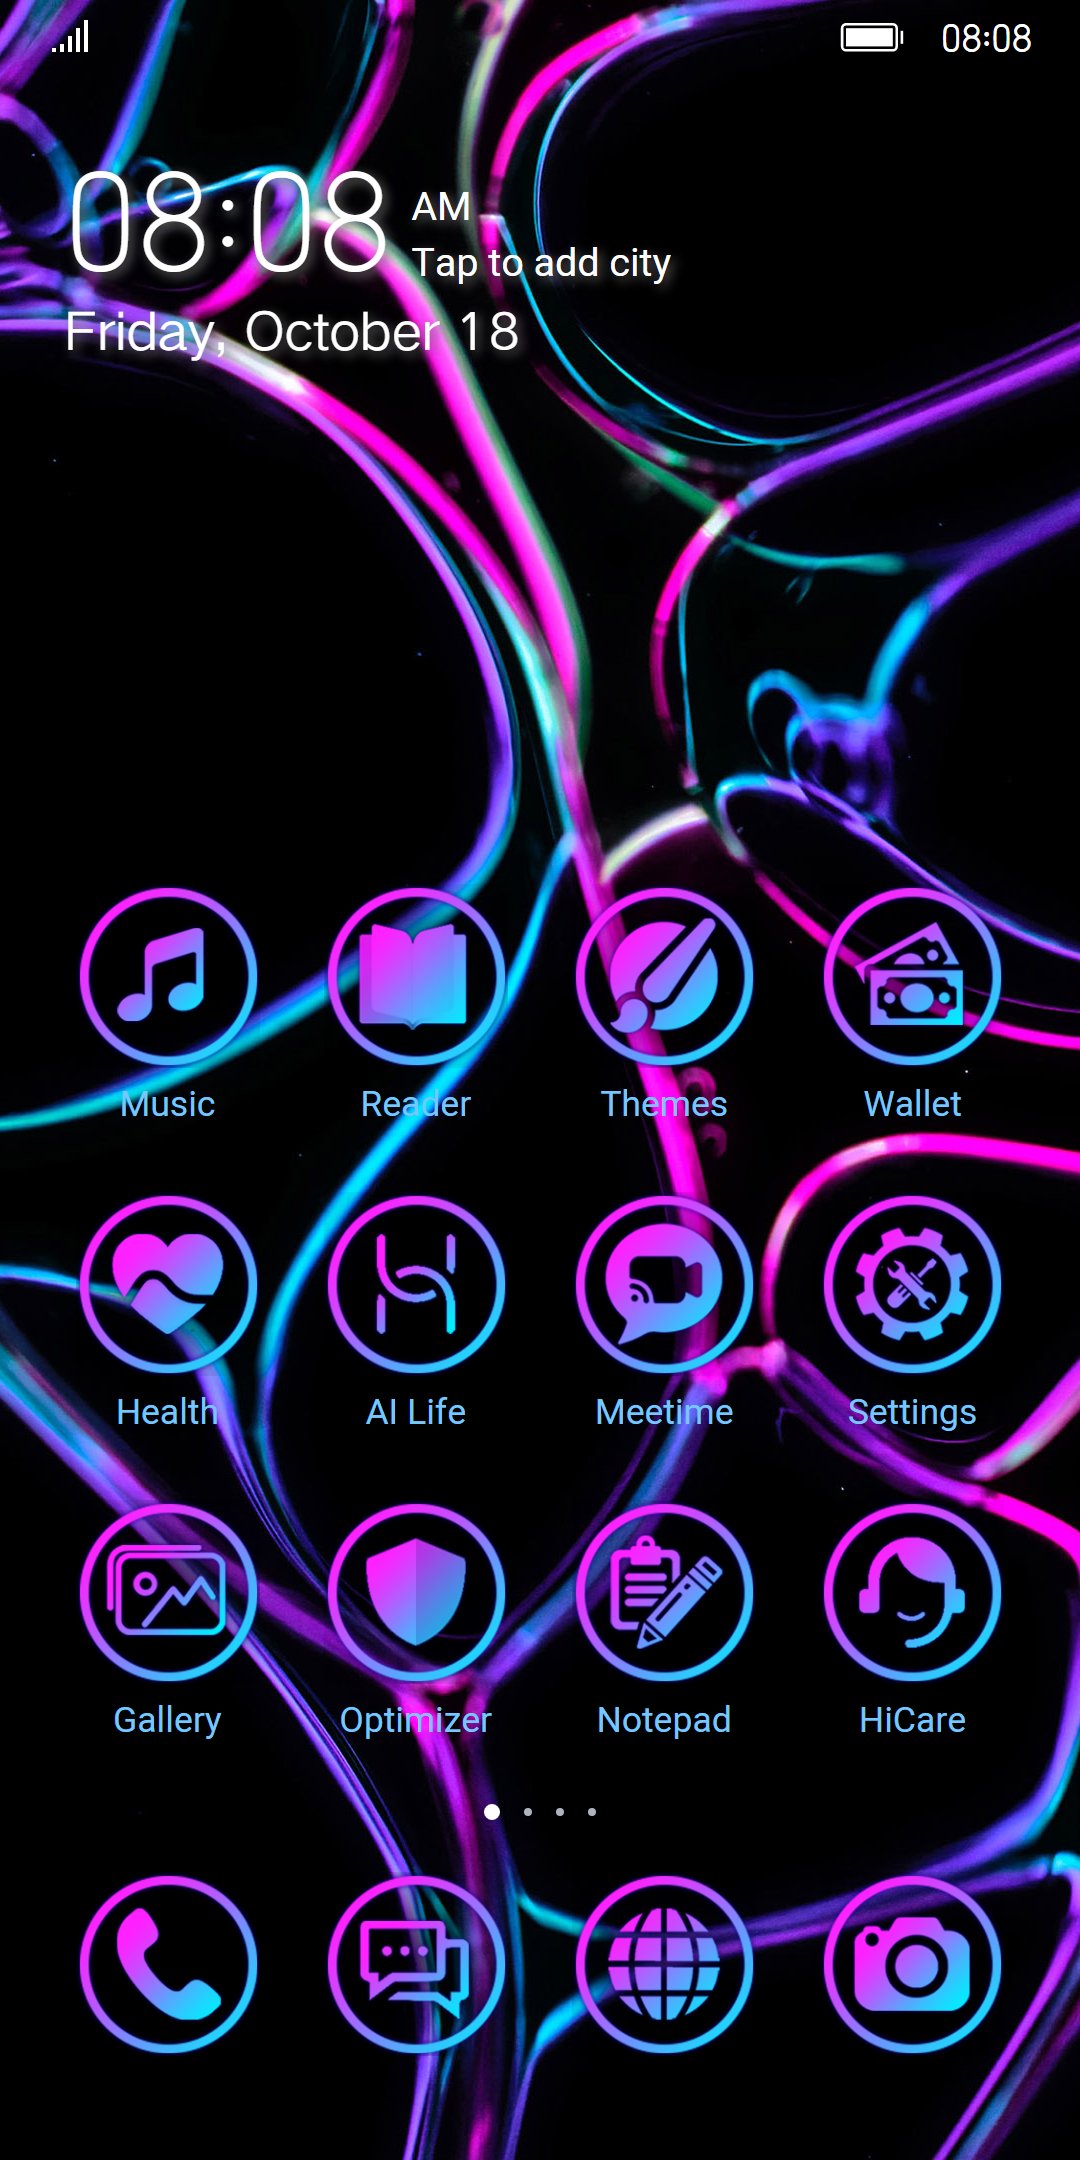 08:08
08:08 AM
Tap to add city
Friday, October 18
Music Reader Themes Wallet
Health AI Life Meetime Settings
Gallery Optimizer Notepad HiCare